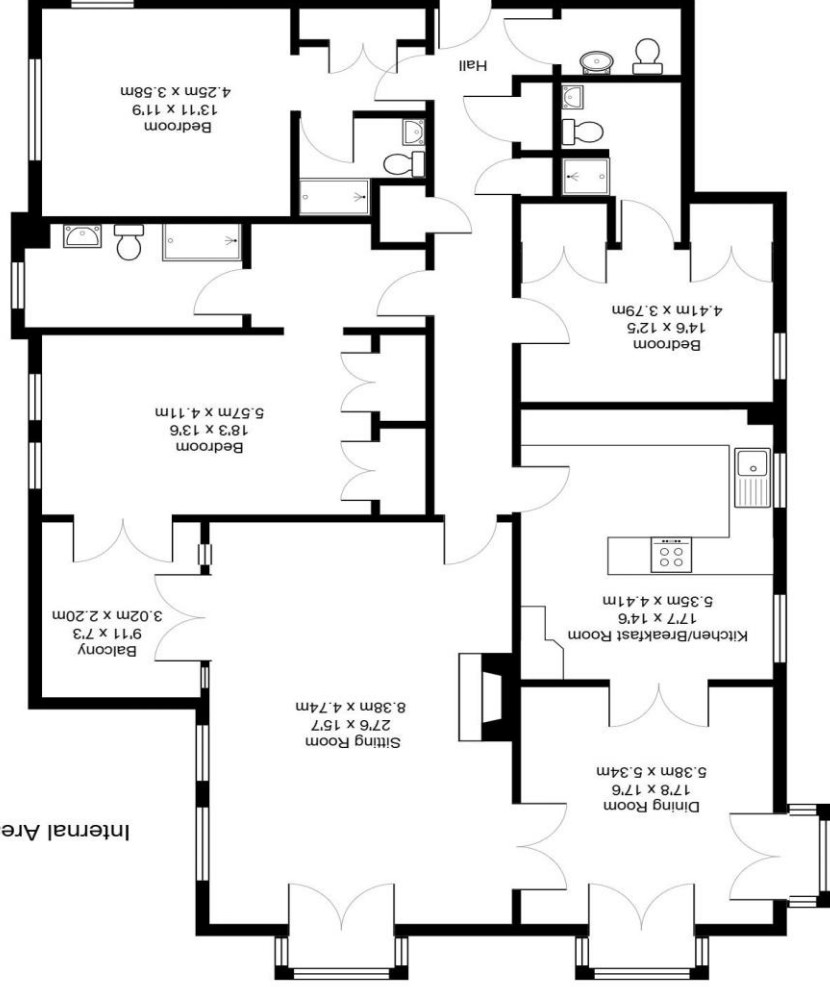 Internal Are
Dining Room
17'8 x 17'6
5.38m x 5.34m
Sitting Room
27'6 x 15'7
8.38m x 4.74m
Kitchen/Breakfast Room
17'7 x 14'6
5.35m x 4.41m
Balcony
9'11 x 7'3
3.02m x 2.20m
Bedroom
18'3 x 13'6
5.57m x 4.11m
Bedroom
14'6 x 12'5
4.41m x 3.79m
Bedroom
13'11 x 11'9
4.25m x 3.58m
Hall